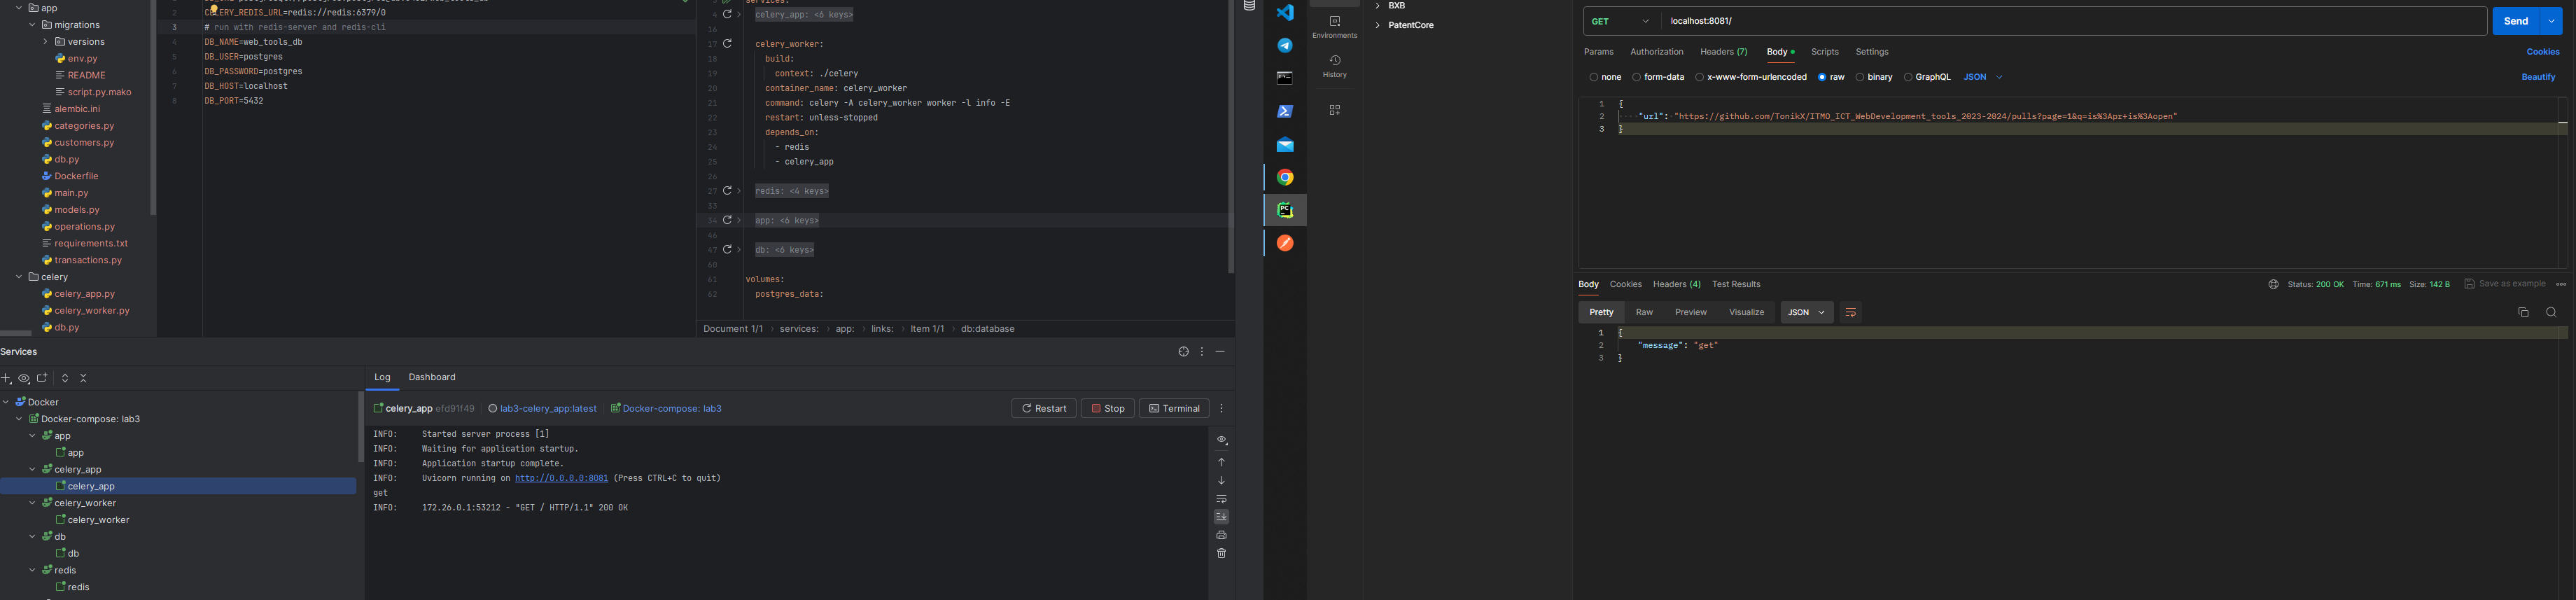 app
migrations
versions
env.py
README
script.py.mako
alembic.ini
categories.py
customers.py
db.py
Dockerfile
main.py
models.py
operations.py
requirements.txt
transactions.py
celery
celery_app.py
celery_worker.py
db.py
2 CELERY_REDIS_URL=redis://redis:6379/0
3 # run with redis-server and redis-cli
4 DB_NAME=web_tools_db
5 DB_USER=postgres
6 DB_PASSWORD=postgres
7 DB_HOST=localhost
8 DB_PORT=5432
services:
4 celery_app: <6 keys>
16
17 celery_worker:
18 build:
19 context: ./celery
20 container_name: celery_worker
21 command: celery -A celery_worker worker -l info -E
22 restart: unless-stopped
23 depends_on:
24 - redis
25 - celery_app
26
27 redis: <4 keys>
33
34 app: <6 keys>
46
47 db: <6 keys>
60
61 volumes:
62 postgres_data:
Document 1/1 › services: › app: › links: › Item 1/1 › db:database
Services
Docker
Docker-compose: lab3
app
app
celery_app
celery_app
celery_worker
celery_worker
db
db
redis
redis
Log Dashboard
celery_app efd91f49 lab3-celery_app:latest Docker-compose: lab3 Restart Stop Terminal
INFO: Started server process [1]
INFO: Waiting for application startup.
INFO: Application startup complete.
INFO: Uvicorn running on http://0.0.0.0:8081 (Press CTRL+C to quit)
get
INFO: 172.26.0.1:53212 - "GET / HTTP/1.1" 200 OK
PC
Environments
History
BXB
PatentCore
GET localhost:8081/ Send
Params Authorization Headers (7) Body Scripts Settings Cookies
none form-data x-www-form-urlencoded raw binary GraphQL JSON Beautify
1 {
2 "url": "https://github.com/TonikX/ITMO_ICT_WebDevelopment_tools_2023-2024/pulls?page=1&q=is%3Apr+is%3Aopen"
3 }
Body Cookies Headers (4) Test Results Status: 200 OK Time: 671 ms Size: 142 B Save as example
Pretty Raw Preview Visualize JSON
1 {
2 "message": "get"
3 }